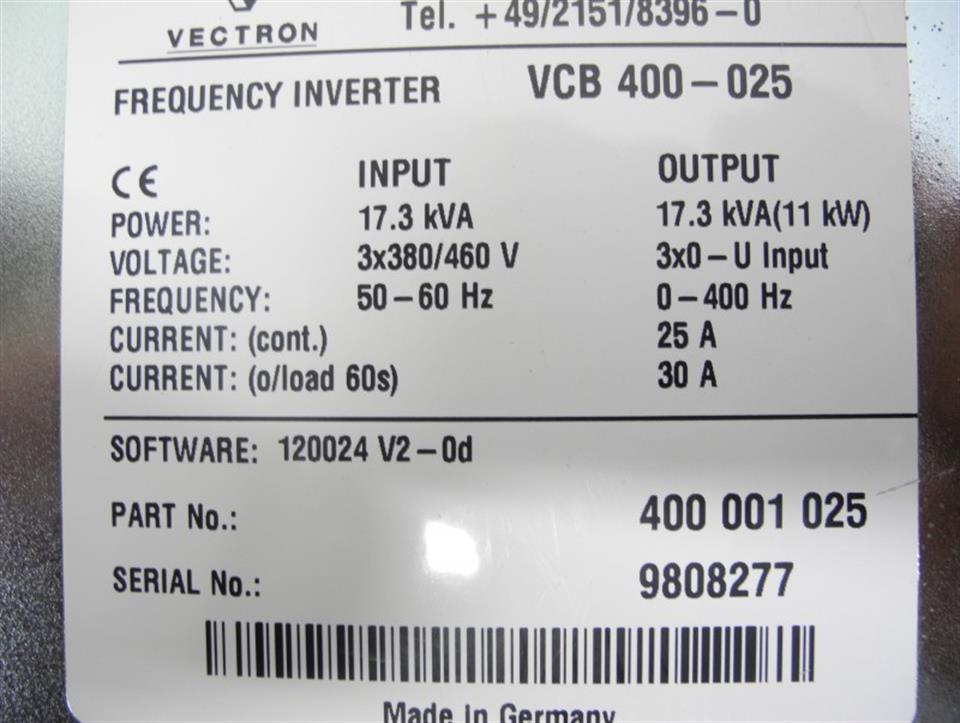 VECTRON Tel. +49/2151/8396-0
FREQUENCY INVERTER VCB 400-025
CE INPUT OUTPUT
POWER: 17.3 kVA 17.3 kVA(11 kW)
VOLTAGE: 3x380/460 V 3x0-U Input
FREQUENCY: 50-60 Hz 0-400 Hz
CURRENT: (cont.) 25 A
CURRENT: (o/load 60s) 30 A
SOFTWARE: 120024 V2-0d
PART No.: 400 001 025
SERIAL No.: 9808277
Made in Germany